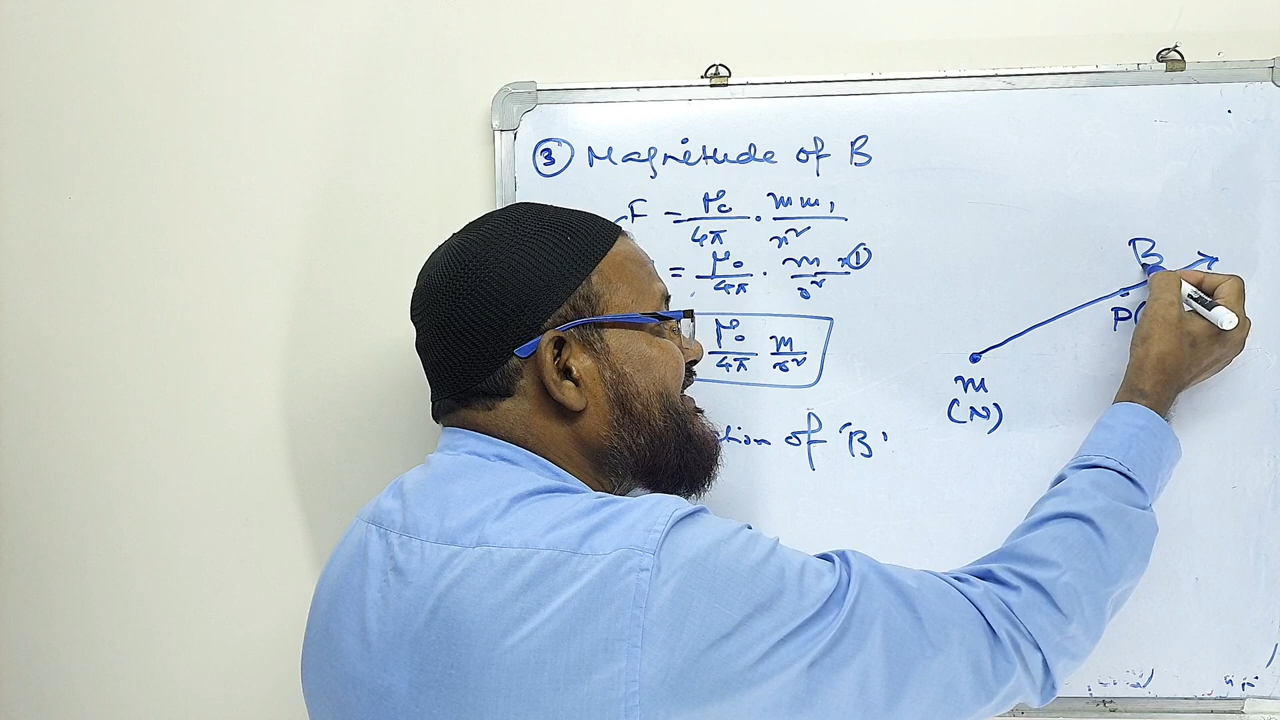 ③ Magnitude of B
F = μ₀/4π · m m₁/r²
= μ₀/4π · m ×①/r²
μ₀/4π m/r²
tion of 'B'
B
P(
m
(N)